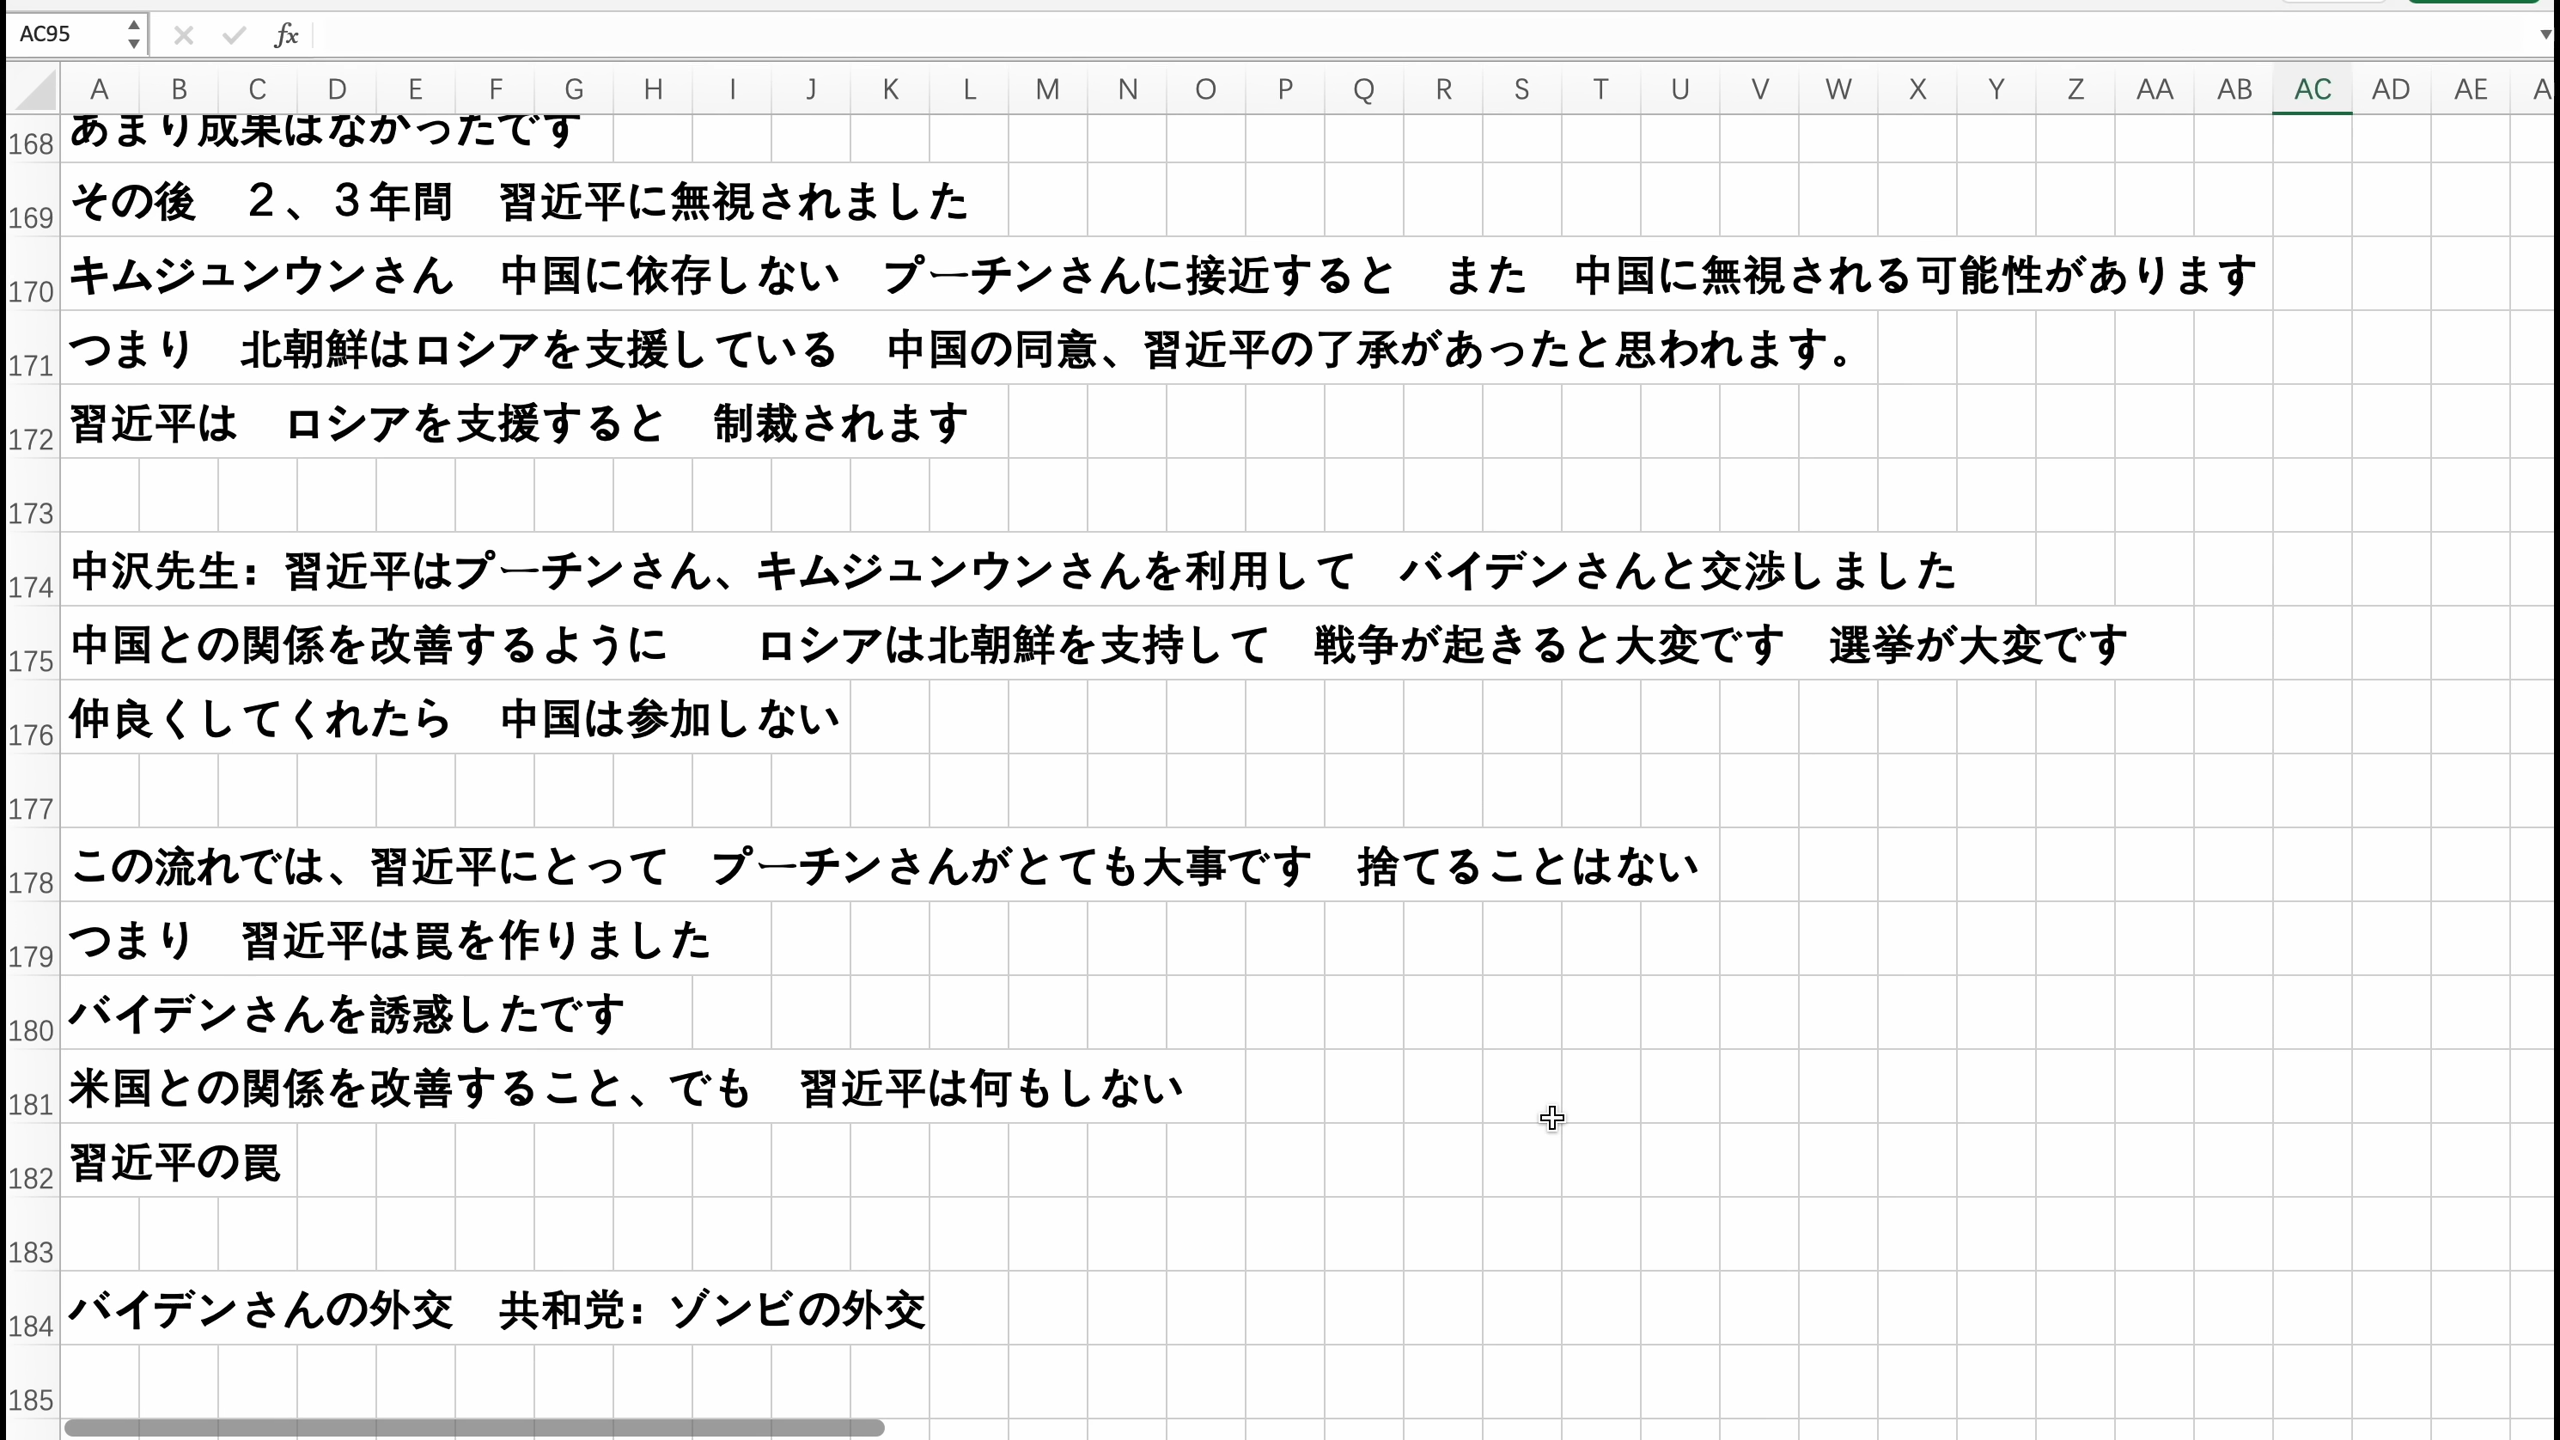 AC95 fx
A B C D E F G H I J K L M N O P Q R S T U V W X Y Z AA AB AC AD AE A
168 あまり成果はなかったです
169 その後　２、３年間　習近平に無視されました
170 キムジュンウンさん　中国に依存しない　プーチンさんに接近すると　また　中国に無視される可能性があります
171 つまり　北朝鮮はロシアを支援している　中国の同意、習近平の了承があったと思われます。
172 習近平は　ロシアを支援すると　制裁されます
173
174 中沢先生：習近平はプーチンさん、キムジュンウンさんを利用して　バイデンさんと交渉しました
175 中国との関係を改善するように　　ロシアは北朝鮮を支持して　戦争が起きると大変です　選挙が大変です
176 仲良くしてくれたら　中国は参加しない
177
178 この流れでは、習近平にとって　プーチンさんがとても大事です　捨てることはない
179 つまり　習近平は罠を作りました
180 バイデンさんを誘惑したです
181 米国との関係を改善すること、でも　習近平は何もしない
182 習近平の罠
183
184 バイデンさんの外交　共和党：ゾンビの外交
185